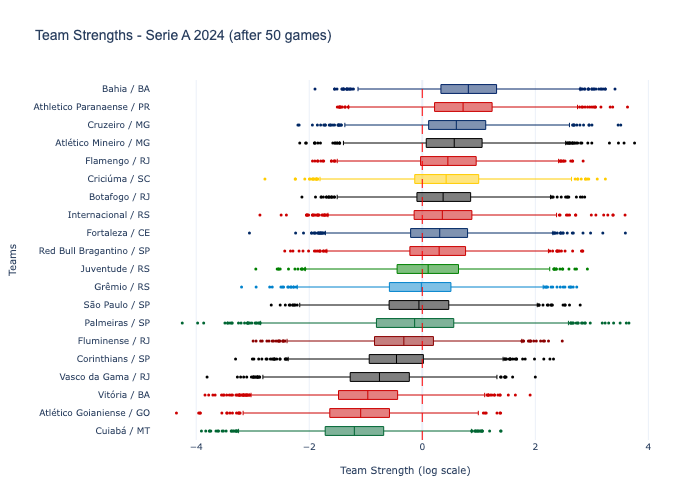 Team Strengths - Serie A 2024 (after 50 games)
Bahia / BA
Athletico Paranaense / PR
Cruzeiro / MG
Atlético Mineiro / MG
Flamengo / RJ
Criciúma / SC
Botafogo / RJ
Internacional / RS
Fortaleza / CE
Red Bull Bragantino / SP
Juventude / RS
Grêmio / RS
São Paulo / SP
Palmeiras / SP
Fluminense / RJ
Corinthians / SP
Vasco da Gama / RJ
Vitória / BA
Atlético Goianiense / GO
Cuiabá / MT
Teams
−4 −2 0 2 4
Team Strength (log scale)